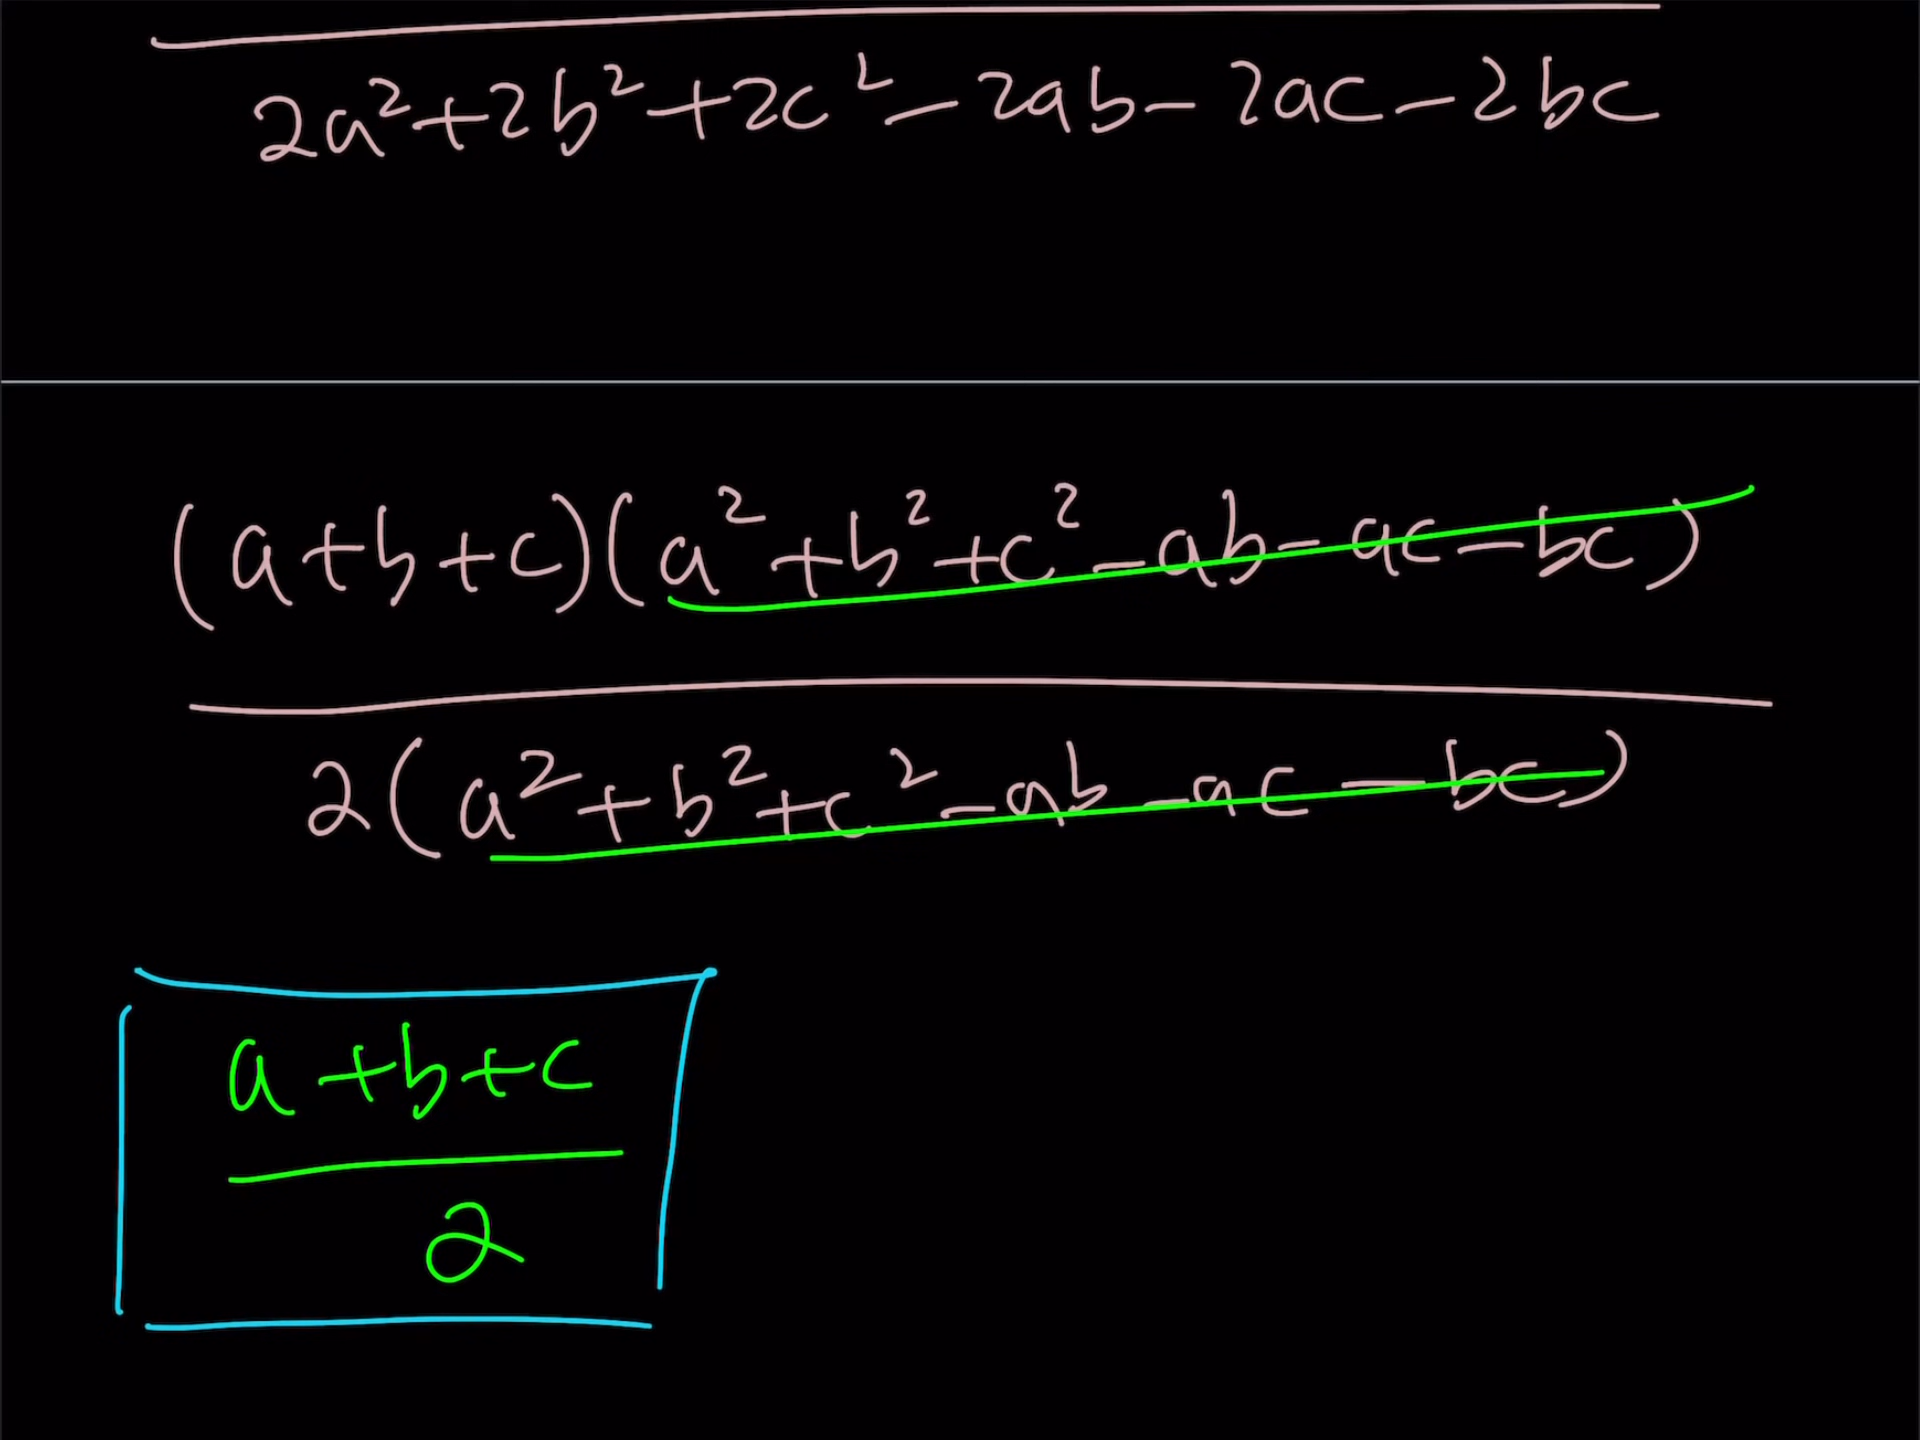 2a²+2b²+2c²-2ab-2ac-2bc
(a+b+c)(a²+b²+c²-ab-ac-bc)
2(a²+b²+c²-ab-ac-bc)
a+b+c
2